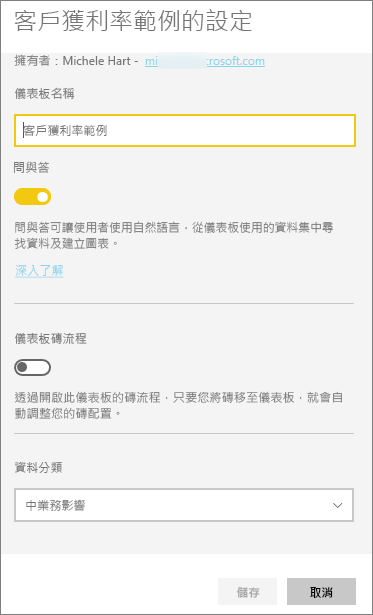 客戶獲利率範例的設定
擁有者：Michele Hart - mi rosoft.com
儀表板名稱
客戶獲利率範例
問與答
問與答可讓使用者使用自然語言，從儀表板使用的資料集中尋
找資料及建立圖表。
深入了解
儀表板磚流程
透過開啟此儀表板的磚流程，只要您將磚移至儀表板，就會自
動調整您的磚配置。
資料分類
中業務影響
儲存
取消